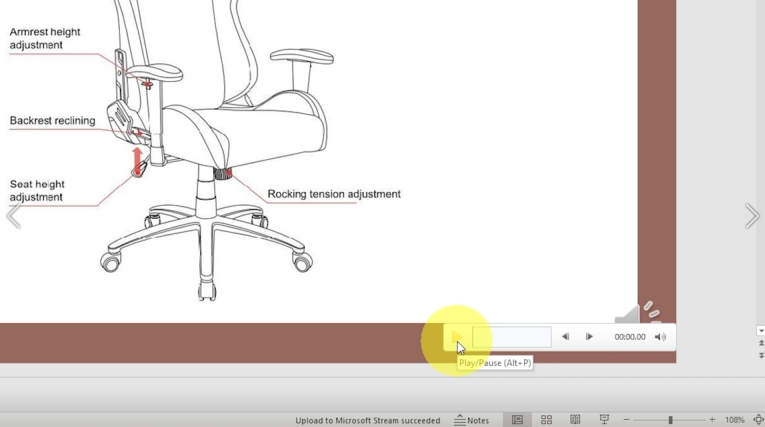 Armrest height
adjustment
Backrest reclining
Seat height
adjustment
Rocking tension adjustment
00:00.00
Play/Pause (Alt+P)
Upload to Microsoft Stream succeeded
Notes
108%